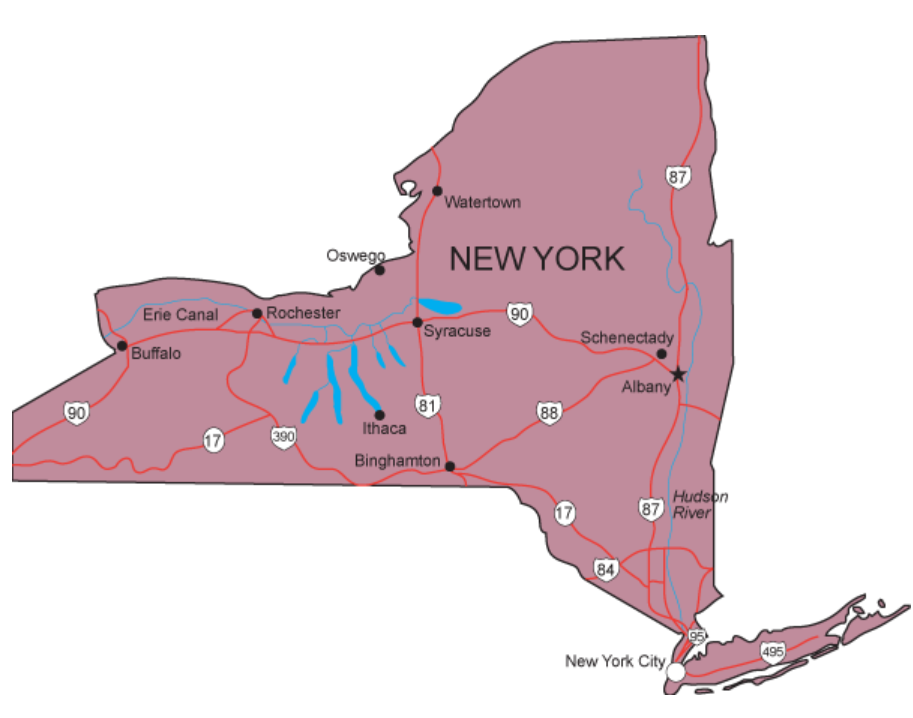 87
Watertown
Oswego
NEW YORK
Erie Canal
Rochester
90
Syracuse
Schenectady
Buffalo
Albany
90
81
88
17
390
Ithaca
Binghamton
Hudson
River
87
17
84
95
495
New York City